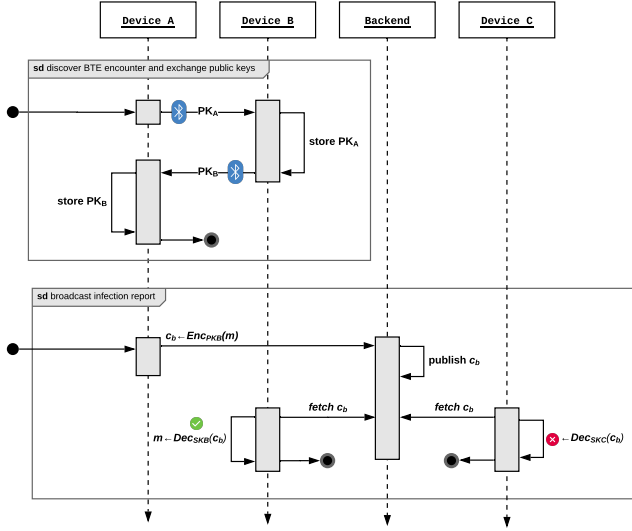 Device A
Device B
Backend
Device C
sd discover BTE encounter and exchange public keys
PKA
store PKA
PKB
store PKB
sd broadcast infection report
cb←EncPKB(m)
publish cb
fetch cb
fetch cb
m←DecSKB(cb)
←DecSKC(cb)